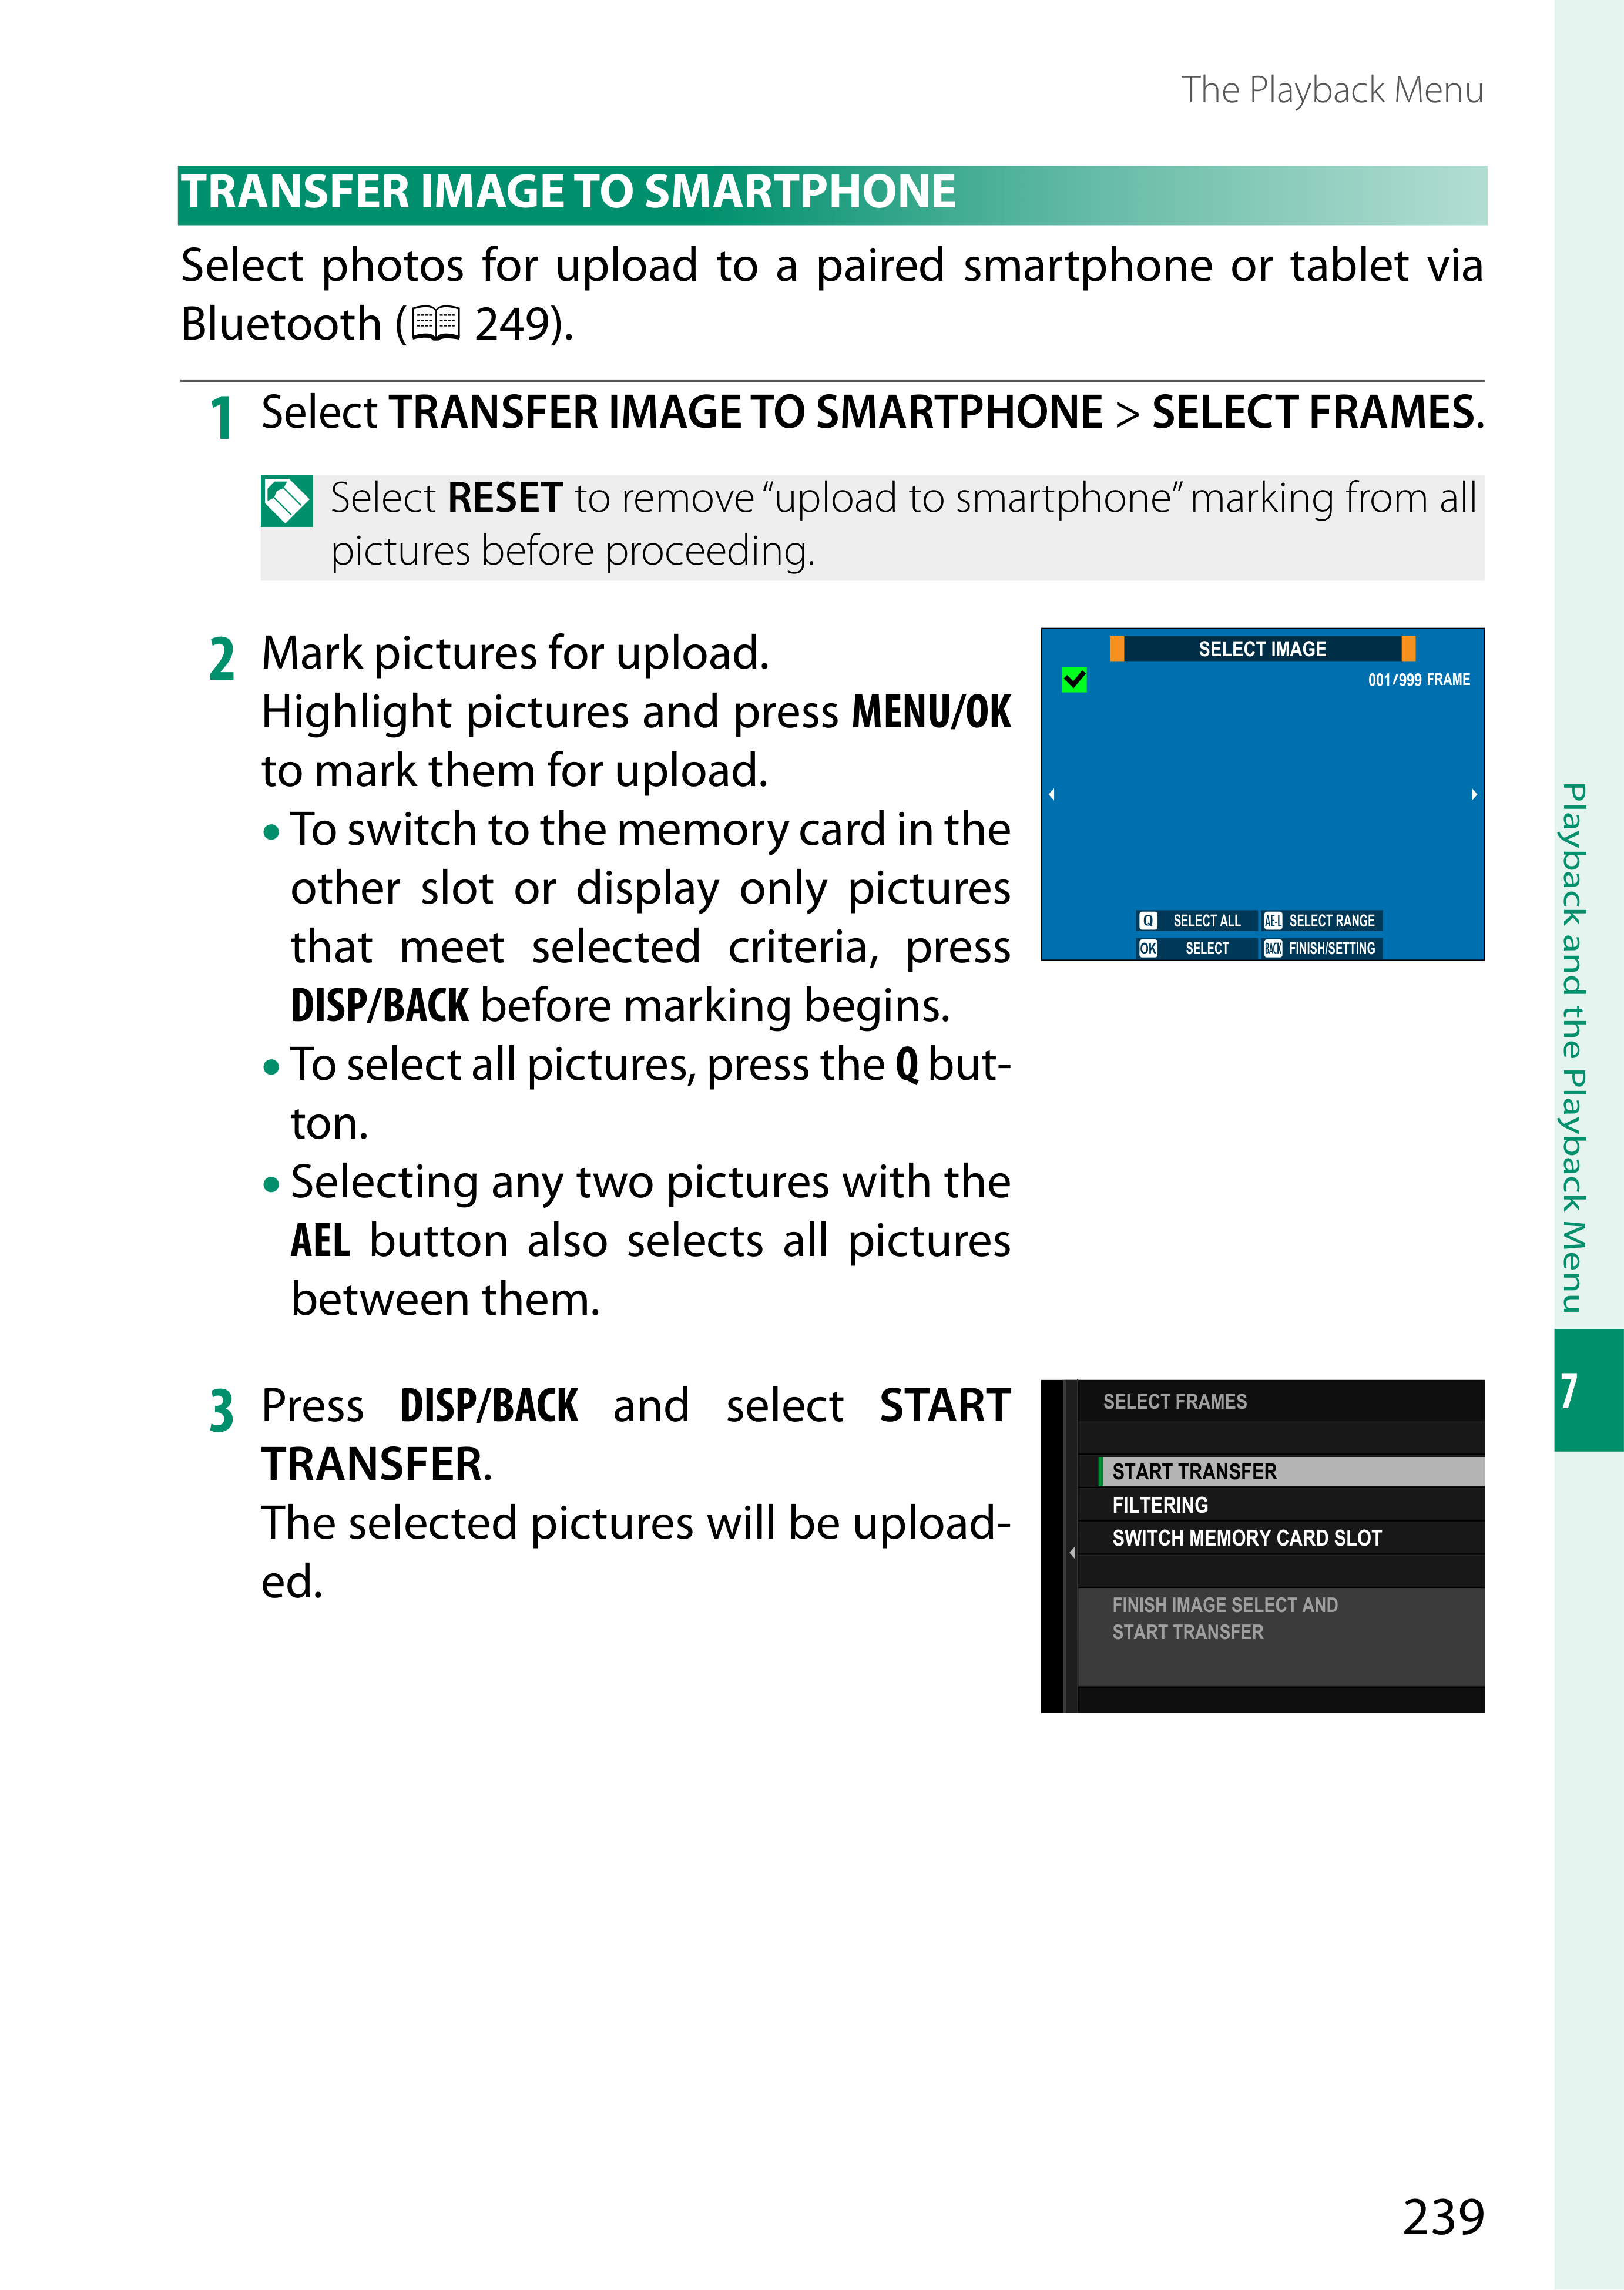 The Playback Menu
TRANSFER IMAGE TO SMARTPHONE
Select photos for upload to a paired smartphone or tablet via
Bluetooth (249).
1 Select TRANSFER IMAGE TO SMARTPHONE > SELECT FRAMES.
Select RESET to remove “upload to smartphone” marking from all
pictures before proceeding.
2 Mark pictures for upload.
Highlight pictures and press MENU/OK
to mark them for upload.
• To switch to the memory card in the
other slot or display only pictures
that meet selected criteria, press
DISP/BACK before marking begins.
• To select all pictures, press the Q but-
ton.
• Selecting any two pictures with the
AEL button also selects all pictures
between them.
SELECT IMAGE
001/999 FRAME
Q SELECT ALL AE-L SELECT RANGE
OK SELECT BACK FINISH/SETTING
3 Press DISP/BACK and select START
TRANSFER.
The selected pictures will be upload-
ed.
SELECT FRAMES
START TRANSFER
FILTERING
SWITCH MEMORY CARD SLOT
FINISH IMAGE SELECT AND
START TRANSFER
Playback and the Playback Menu
7
239